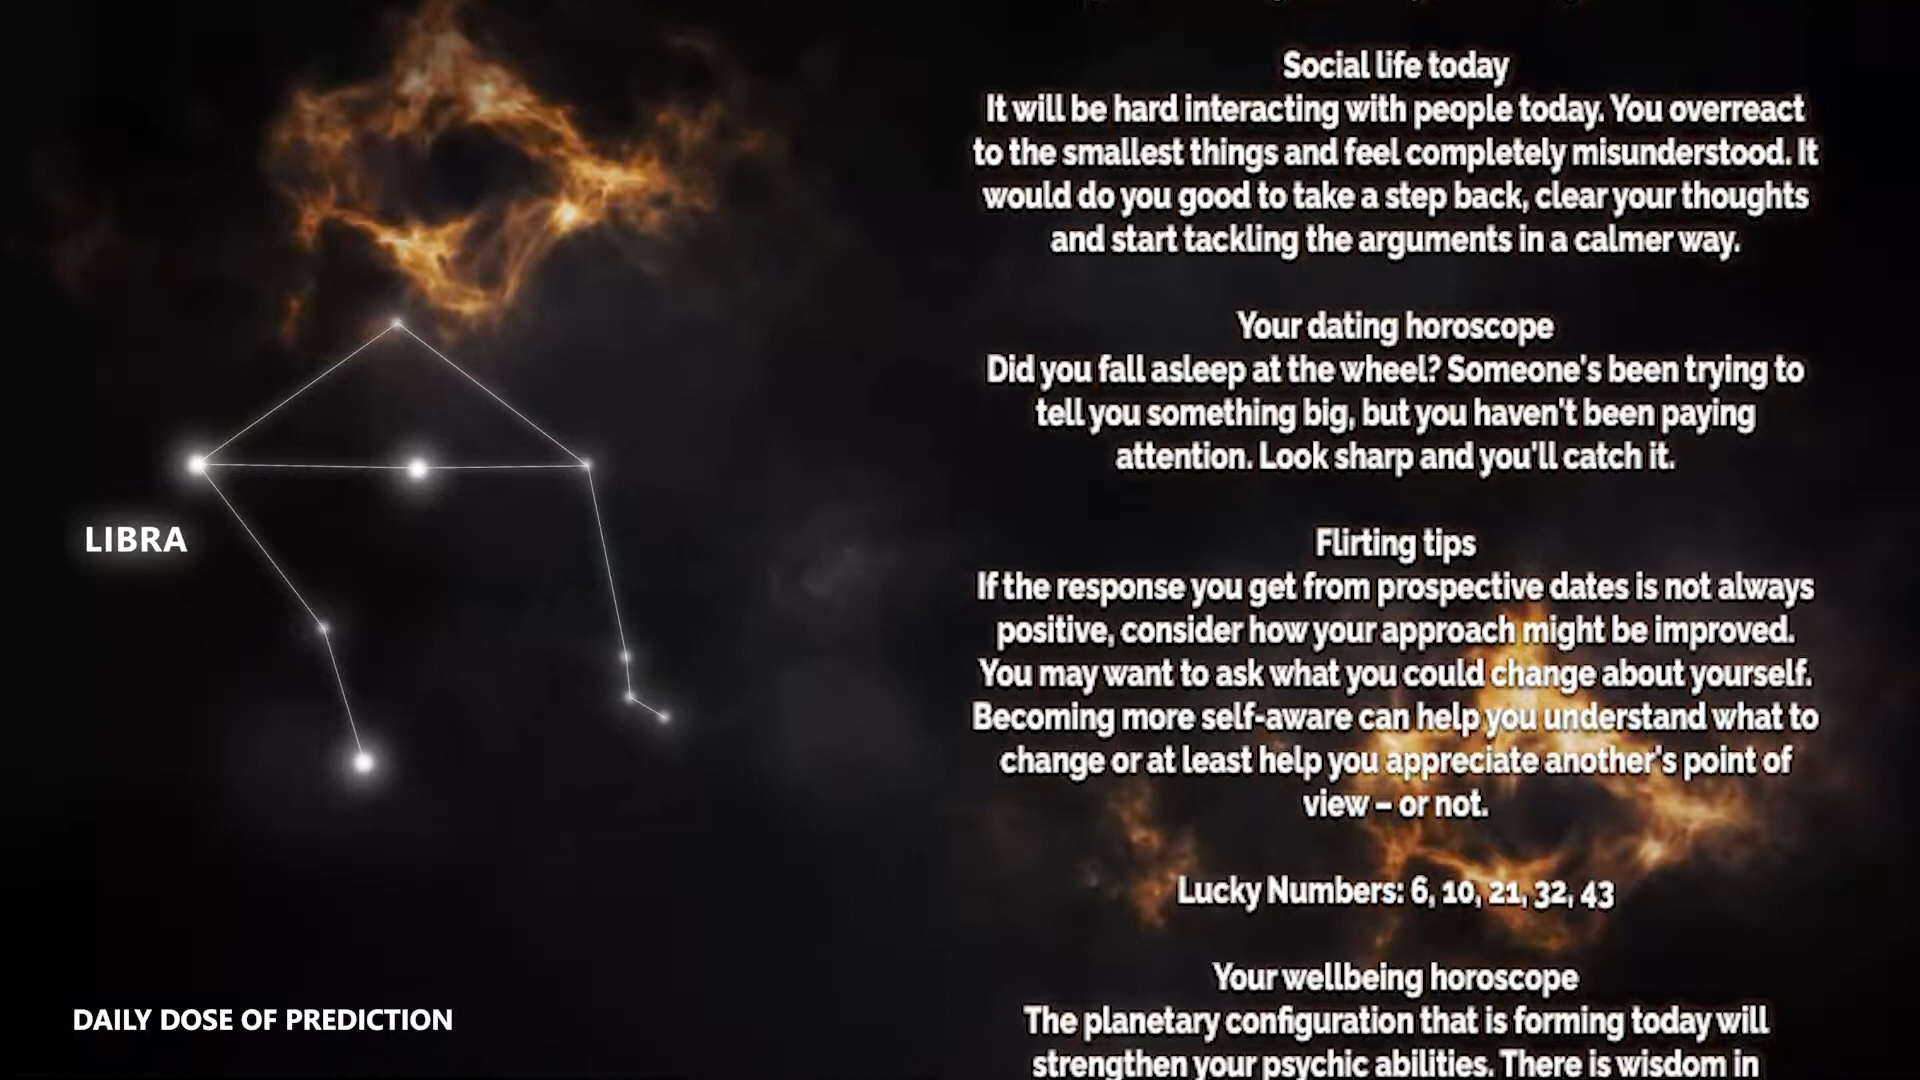 Social life today
It will be hard interacting with people today. You overreact
to the smallest things and feel completely misunderstood. It
would do you good to take a step back, clear your thoughts
and start tackling the arguments in a calmer way.
Your dating horoscope
Did you fall asleep at the wheel? Someone's been trying to
tell you something big, but you haven't been paying
attention. Look sharp and you'll catch it.
Flirting tips
If the response you get from prospective dates is not always
positive, consider how your approach might be improved.
You may want to ask what you could change about yourself.
Becoming more self-aware can help you understand what to
change or at least help you appreciate another's point of
view – or not.
Lucky Numbers: 6, 10, 21, 32, 43
Your wellbeing horoscope
The planetary configuration that is forming today will
strengthen your psychic abilities. There is wisdom in
LIBRA
DAILY DOSE OF PREDICTION